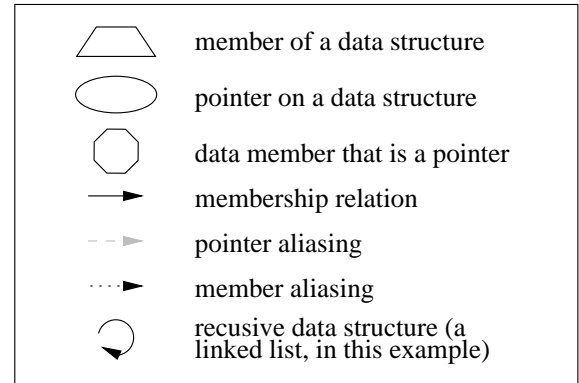 member of a data structure
pointer on a data structure
data member that is a pointer
membership relation
pointer aliasing
member aliasing
recusive data structure (a
linked list, in this example)